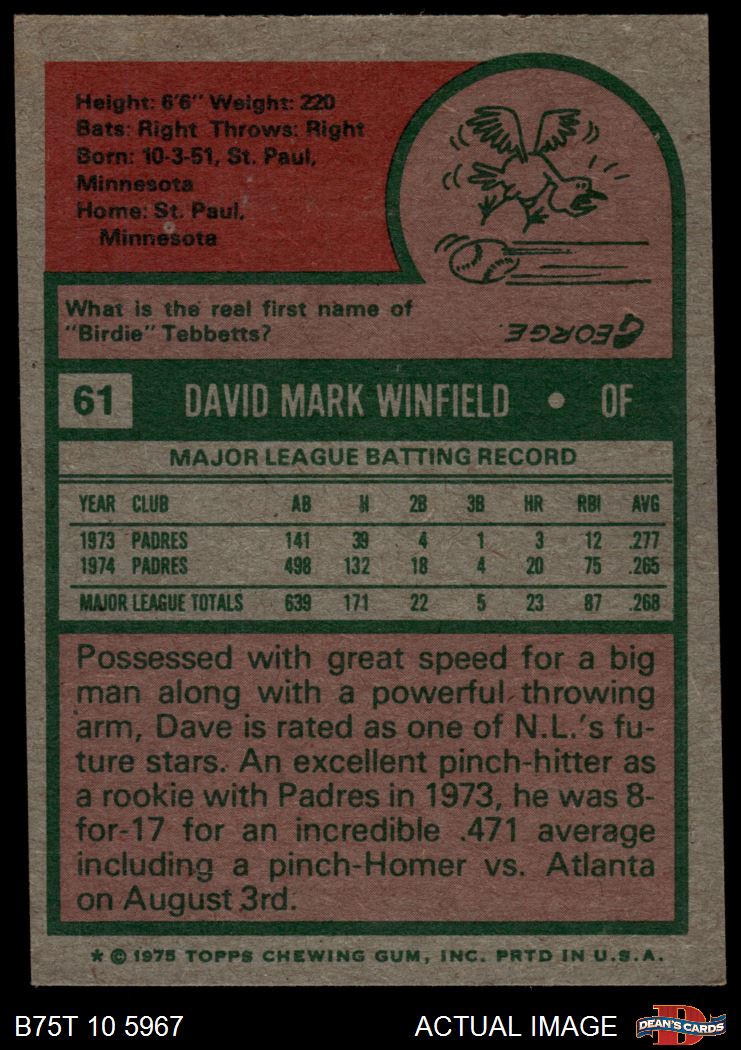 Height: 6'6" Weight: 220
Bats: Right Throws: Right
Born: 10-3-51, St. Paul,
Minnesota
Home: St. Paul,
Minnesota
What is the real first name of
"Birdie" Tebbetts?
GEORGE.
61 DAVID MARK WINFIELD • OF
MAJOR LEAGUE BATTING RECORD
YEAR CLUB AB H 2B 3B HR RBI AVG
1973 PADRES 141 39 4 1 3 12 .277
1974 PADRES 498 132 18 4 20 75 .265
MAJOR LEAGUE TOTALS 639 171 22 5 23 87 .268
Possessed with great speed for a big
man along with a powerful throwing
arm, Dave is rated as one of N.L.'s fu-
ture stars. An excellent pinch-hitter as
a rookie with Padres in 1973, he was 8-
for-17 for an incredible .471 average
including a pinch-Homer vs. Atlanta
on August 3rd.
* © 1975 TOPPS CHEWING GUM, INC. PRTD IN U.S.A.
B75T 10 5967 ACTUAL IMAGE DEAN'S CARDS